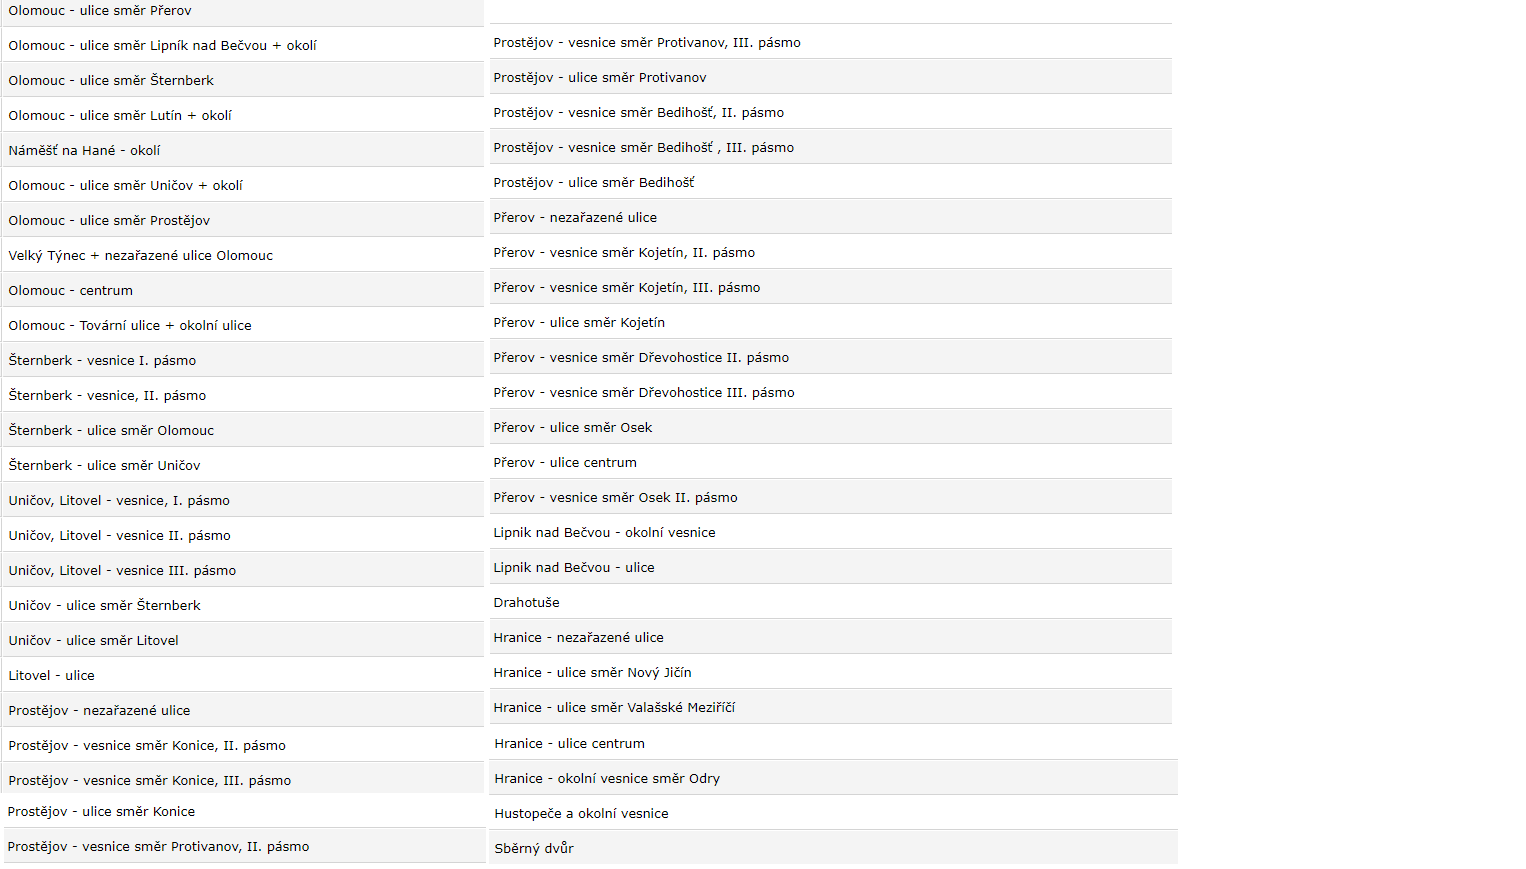 Olomouc - ulice směr Přerov
Olomouc - ulice směr Lipník nad Bečvou + okolí
Olomouc - ulice směr Šternberk
Olomouc - ulice směr Lutín + okolí
Náměšť na Hané - okolí
Olomouc - ulice směr Uničov + okolí
Olomouc - ulice směr Prostějov
Velký Týnec + nezařazené ulice Olomouc
Olomouc - centrum
Olomouc - Tovární ulice + okolní ulice
Šternberk - vesnice I. pásmo
Šternberk - vesnice, II. pásmo
Šternberk - ulice směr Olomouc
Šternberk - ulice směr Uničov
Uničov, Litovel - vesnice, I. pásmo
Uničov, Litovel - vesnice II. pásmo
Uničov, Litovel - vesnice III. pásmo
Uničov - ulice směr Šternberk
Uničov - ulice směr Litovel
Litovel - ulice
Prostějov - nezařazené ulice
Prostějov - vesnice směr Konice, II. pásmo
Prostějov - vesnice směr Konice, III. pásmo
Prostějov - ulice směr Konice
Prostějov - vesnice směr Protivanov, II. pásmo
Prostějov - vesnice směr Protivanov, III. pásmo
Prostějov - ulice směr Protivanov
Prostějov - vesnice směr Bedihošť, II. pásmo
Prostějov - vesnice směr Bedihošť , III. pásmo
Prostějov - ulice směr Bedihošť
Přerov - nezařazené ulice
Přerov - vesnice směr Kojetín, II. pásmo
Přerov - vesnice směr Kojetín, III. pásmo
Přerov - ulice směr Kojetín
Přerov - vesnice směr Dřevohostice II. pásmo
Přerov - vesnice směr Dřevohostice III. pásmo
Přerov - ulice směr Osek
Přerov - ulice centrum
Přerov - vesnice směr Osek II. pásmo
Lipnik nad Bečvou - okolní vesnice
Lipnik nad Bečvou - ulice
Drahotuše
Hranice - nezařazené ulice
Hranice - ulice směr Nový Jičín
Hranice - ulice směr Valašské Meziříčí
Hranice - ulice centrum
Hranice - okolní vesnice směr Odry
Hustopeče a okolní vesnice
Sběrný dvůr